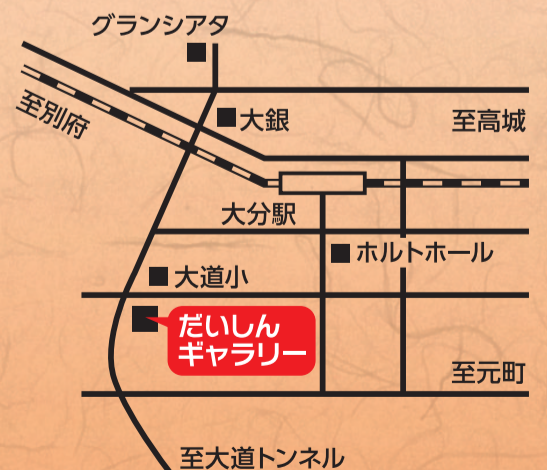 グランシアタ
大銀
至高城
至別府
大分駅
ホルトホール
大道小
だいしん
ギャラリー
至元町
至大道トンネル